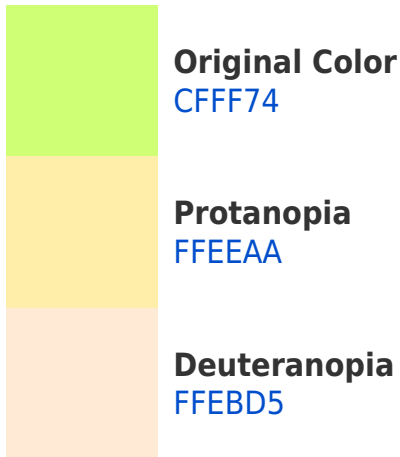 Original Color
CFFF74
Protanopia
FFEEAA
Deuteranopia
FFEBD5